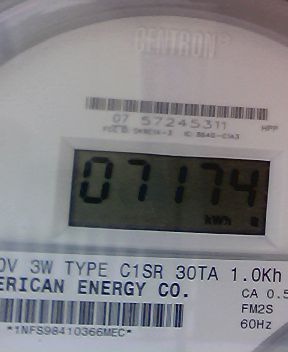 CENTRON®
07 57245311
HPP
07174
kWh
0V 3W TYPE C1SR 30TA 1.0Kh
ERICAN ENERGY CO.
CA 0.5
FM2S
60Hz
*1NFS98410366MEC*